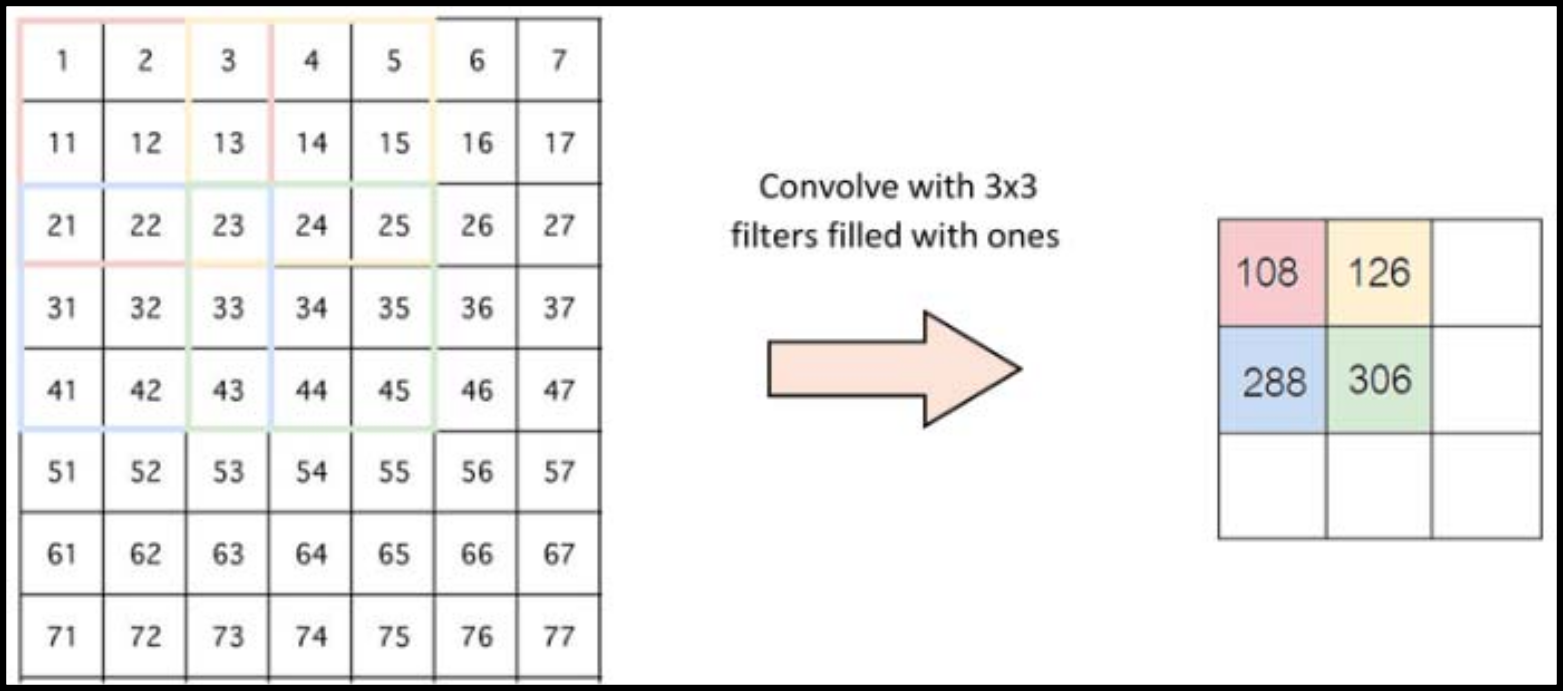 1 2 3 4 5 6 7
11 12 13 14 15 16 17
21 22 23 24 25 26 27
31 32 33 34 35 36 37
41 42 43 44 45 46 47
51 52 53 54 55 56 57
61 62 63 64 65 66 67
71 72 73 74 75 76 77
Convolve with 3x3
filters filled with ones
108 126
288 306